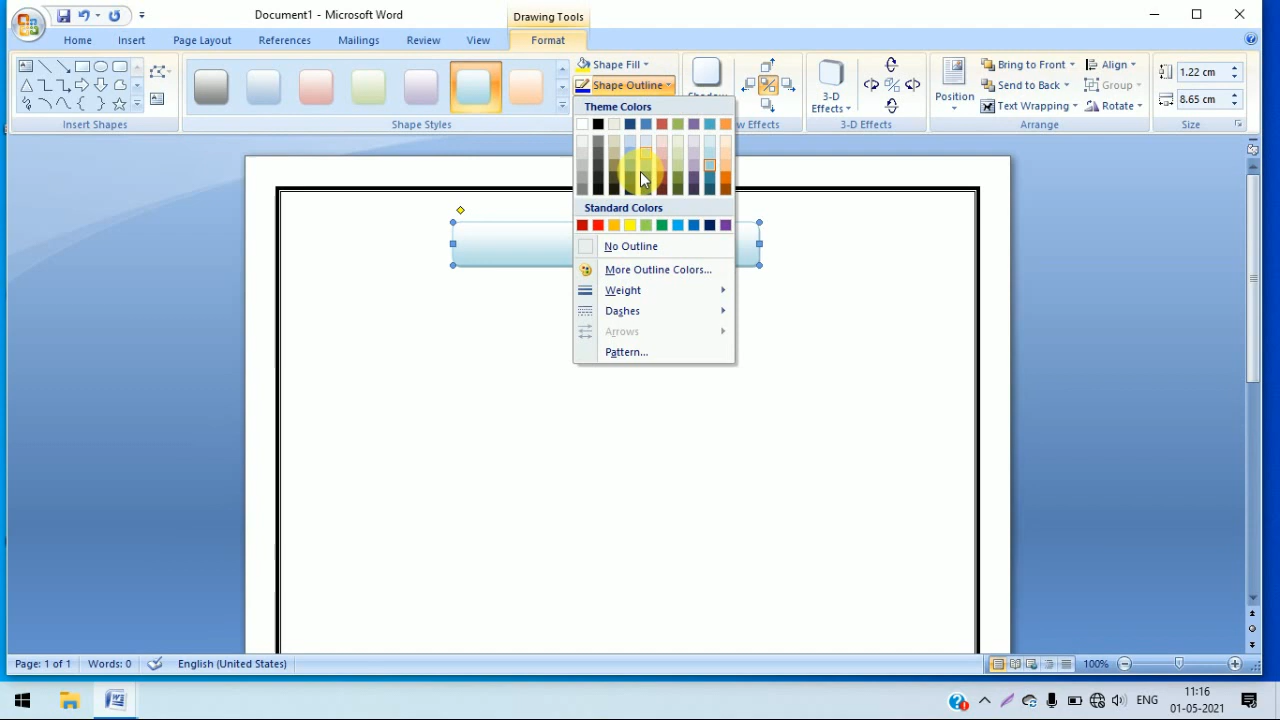 Document1 - Microsoft Word
Drawing Tools
Home Insert Page Layout References Mailings Review View Format
Shape Fill
Shape Outline
3-D
Effects
Position
Bring to Front
Send to Back
Text Wrapping
Align
Group
Rotate
1.22 cm
8.65 cm
Insert Shapes Shape Styles 3-D Effects Arrange Size
Theme Colors
Standard Colors
No Outline
More Outline Colors...
Weight
Dashes
Arrows
Pattern...
Page: 1 of 1 Words: 0 English (United States) 100%
ENG
11:16
01-05-2021